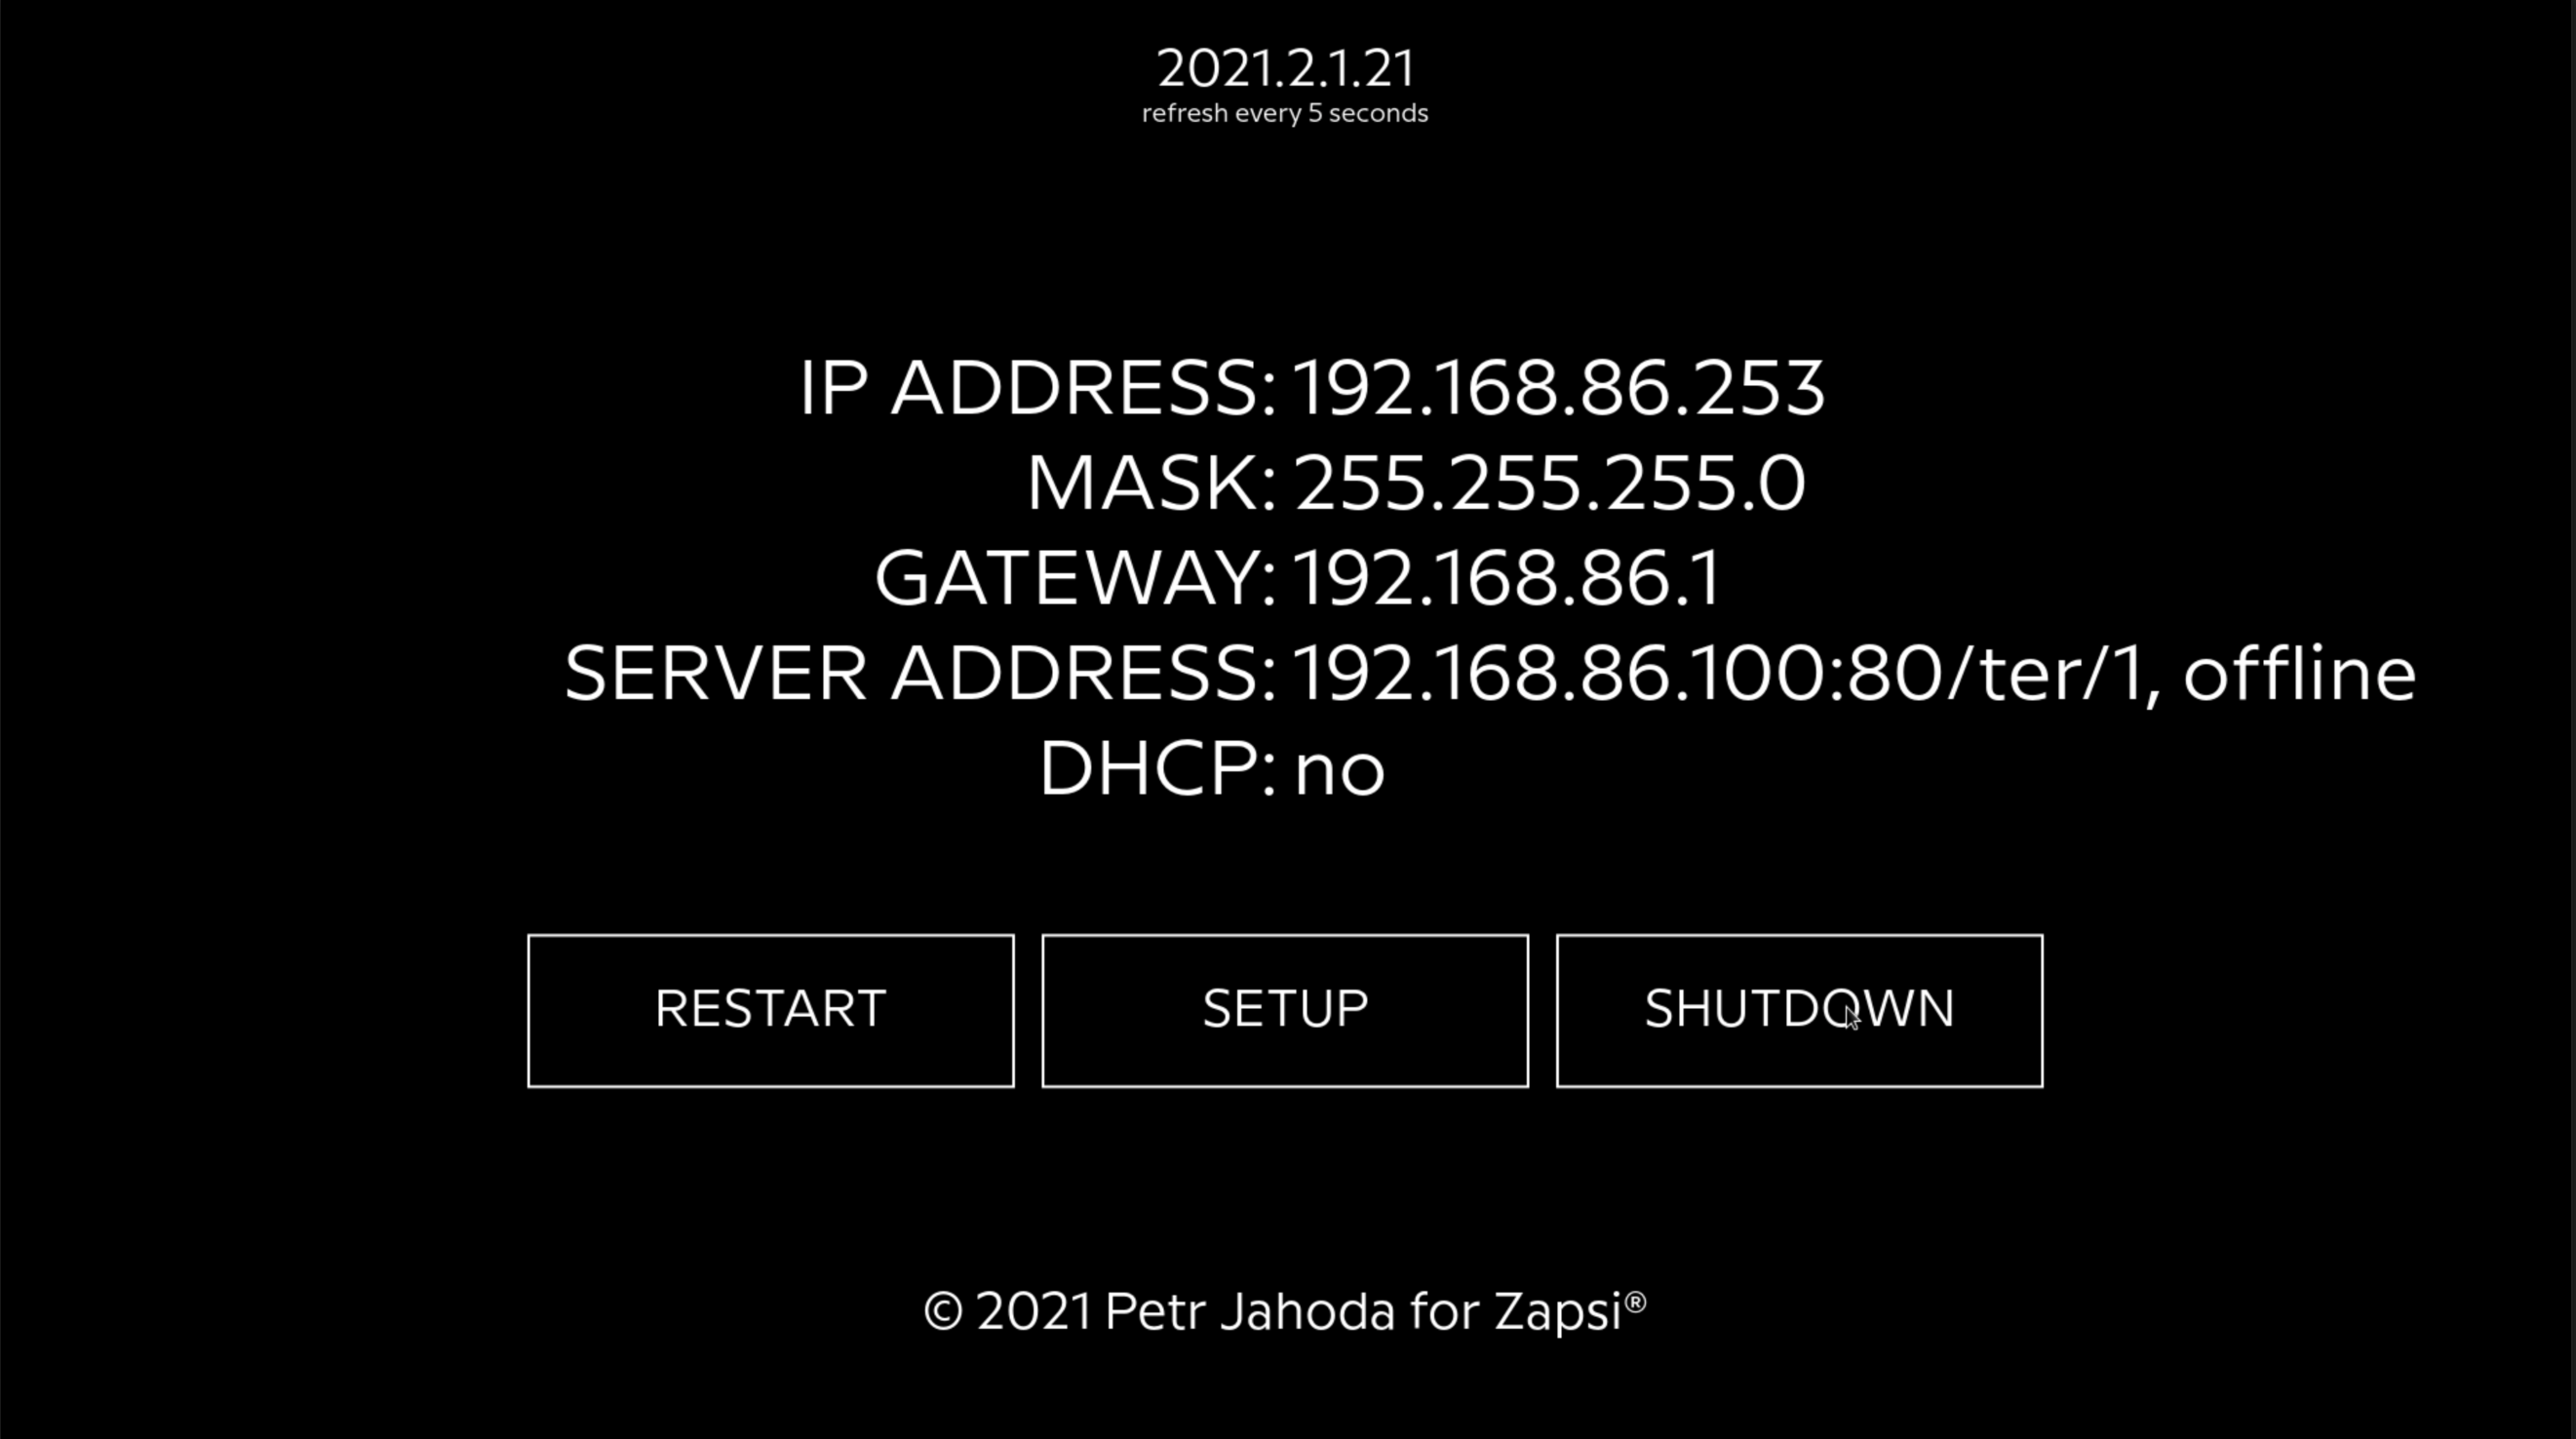 2021.2.1.21
refresh every 5 seconds
IP ADDRESS: 192.168.86.253
MASK: 255.255.255.0
GATEWAY: 192.168.86.1
SERVER ADDRESS: 192.168.86.100:80/ter/1, offline
DHCP: no
RESTART
SETUP
SHUTDOWN
© 2021 Petr Jahoda for Zapsi®